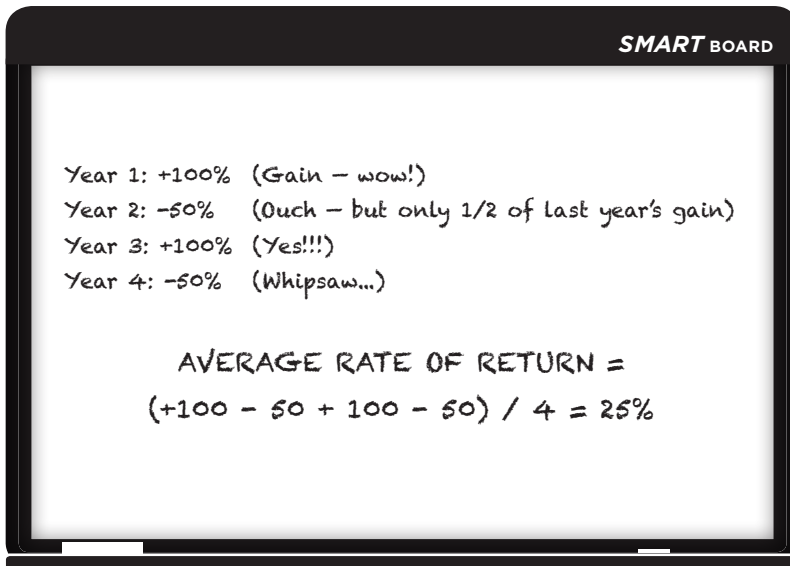 SMART BOARD
Year 1: +100% (Gain – wow!)
Year 2: -50% (Ouch – but only 1/2 of last year's gain)
Year 3: +100% (Yes!!!)
Year 4: -50% (Whipsaw...)
AVERAGE RATE OF RETURN =
(+100 - 50 + 100 - 50) / 4 = 25%